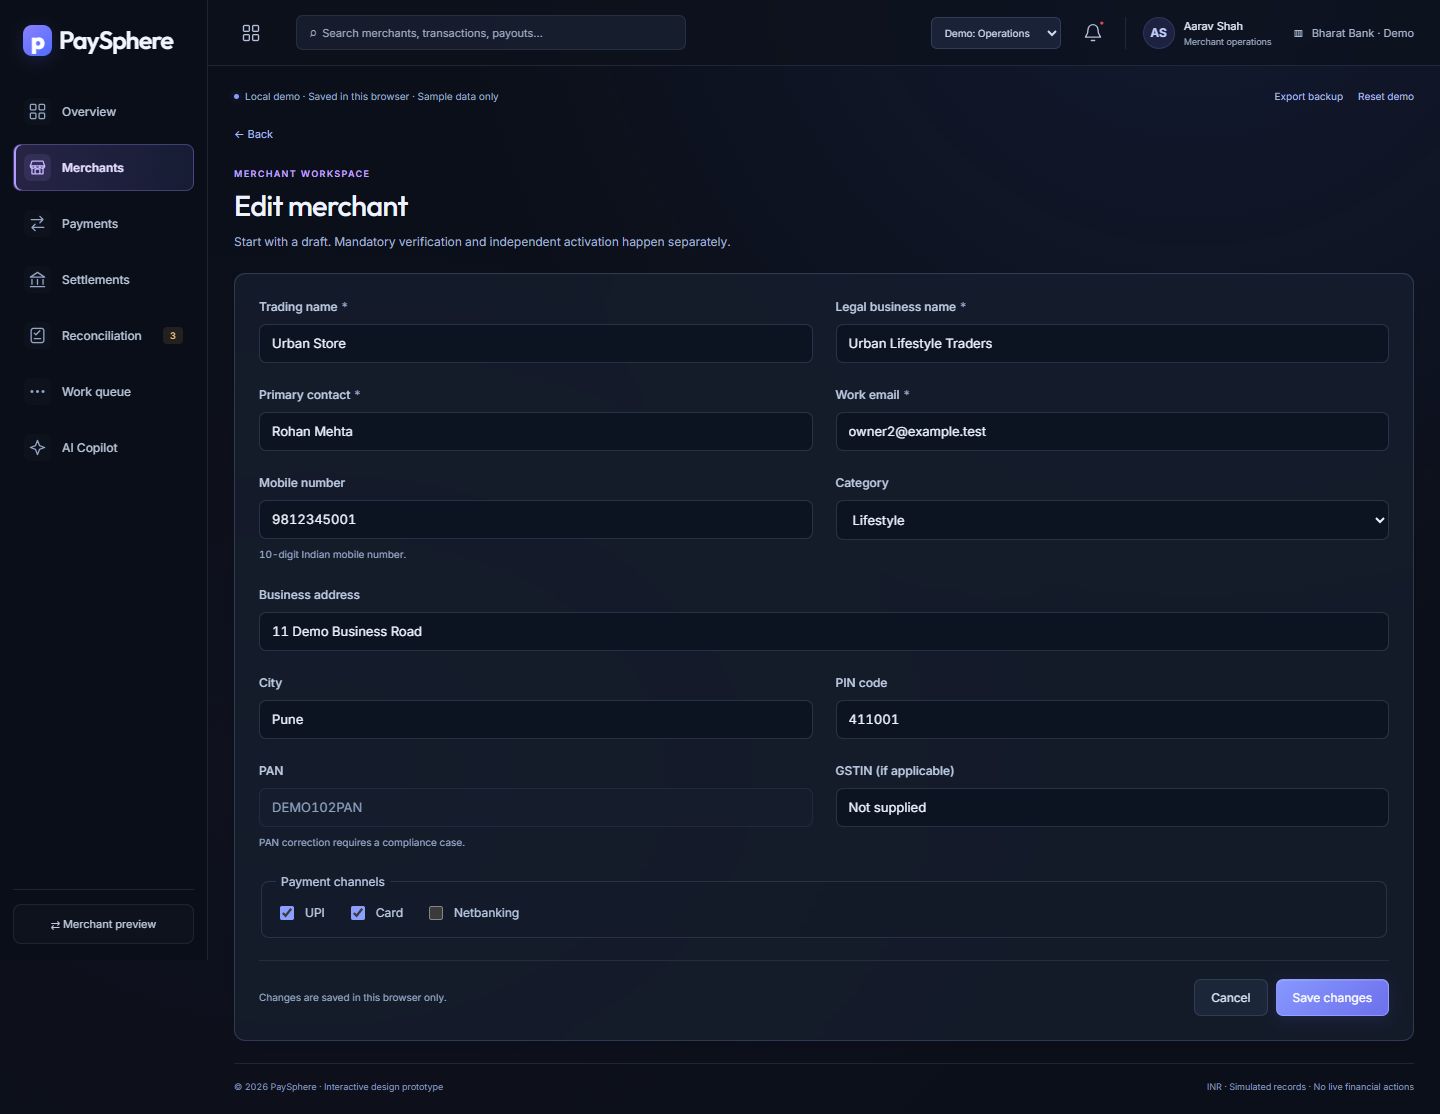 p PaySphere
Search merchants, transactions, payouts...
Demo: Operations
AS
Aarav Shah
Merchant operations
Bharat Bank · Demo
Overview
Merchants
Payments
Settlements
Reconciliation 3
Work queue
AI Copilot
⇄ Merchant preview
Local demo · Saved in this browser · Sample data only
Export backup Reset demo
← Back
MERCHANT WORKSPACE
Edit merchant
Start with a draft. Mandatory verification and independent activation happen separately.
Trading name * Legal business name *
Urban Store Urban Lifestyle Traders
Primary contact * Work email *
Rohan Mehta owner2@example.test
Mobile number Category
9812345001 Lifestyle
10-digit Indian mobile number.
Business address
11 Demo Business Road
City PIN code
Pune 411001
PAN GSTIN (if applicable)
DEMO102PAN Not supplied
PAN correction requires a compliance case.
Payment channels
UPI Card Netbanking
Changes are saved in this browser only.
Cancel Save changes
© 2026 PaySphere · Interactive design prototype
INR · Simulated records · No live financial actions